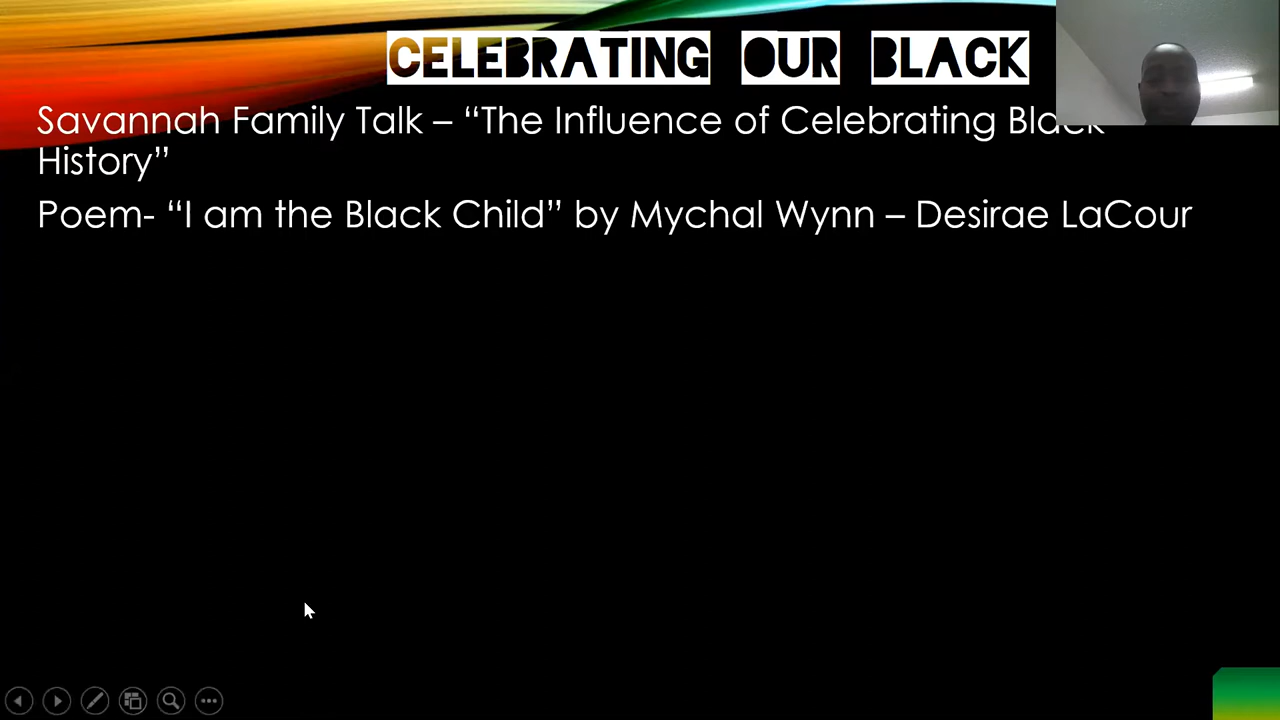 CELEBRATING OUR BLACK
Savannah Family Talk – “The Influence of Celebrating Black
History”
Poem- “I am the Black Child” by Mychal Wynn – Desirae LaCour